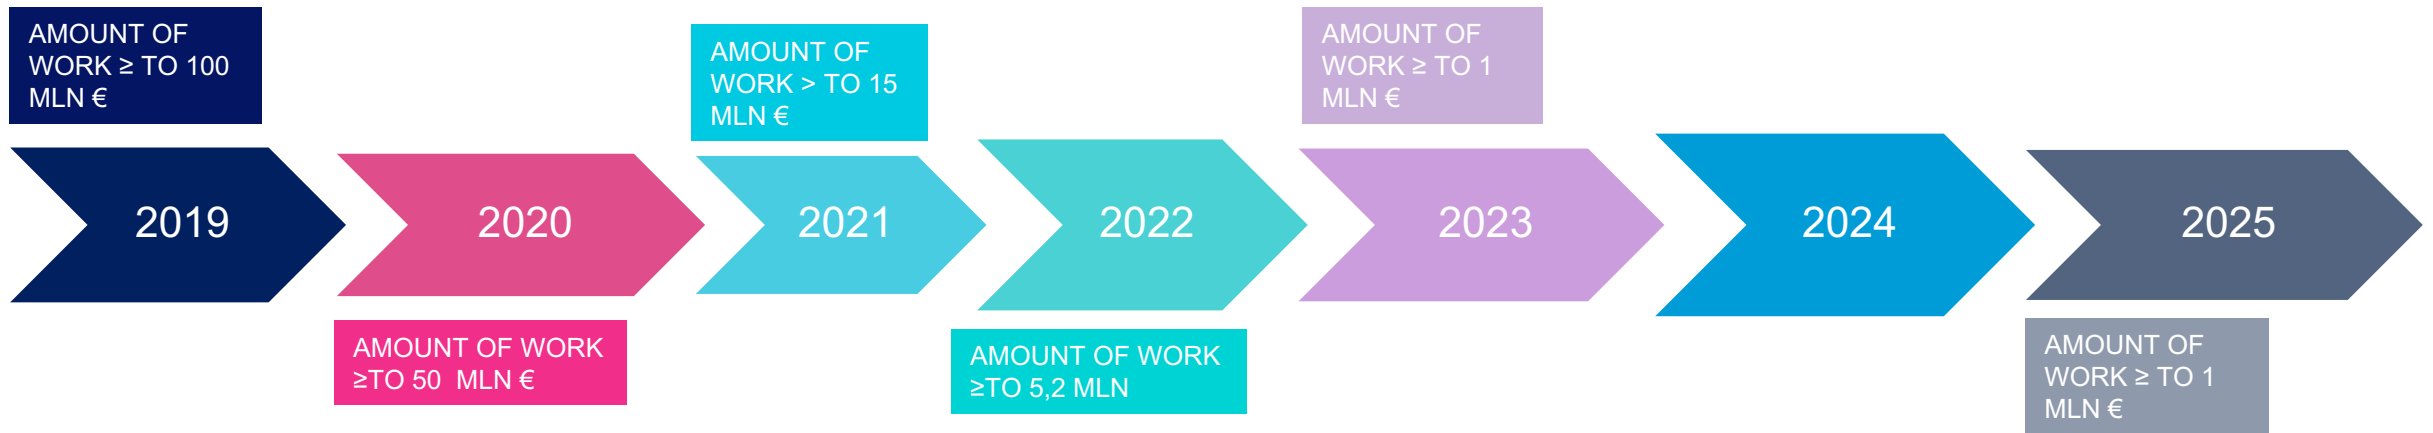 AMOUNT OF
WORK ≥ TO 100
MLN €
AMOUNT OF
WORK > TO 15
MLN €
AMOUNT OF
WORK ≥ TO 1
MLN €
2019
2020
2021
2022
2023
2024
2025
AMOUNT OF WORK
≥TO 50 MLN €
AMOUNT OF WORK
≥TO 5,2 MLN
AMOUNT OF
WORK ≥ TO 1
MLN €